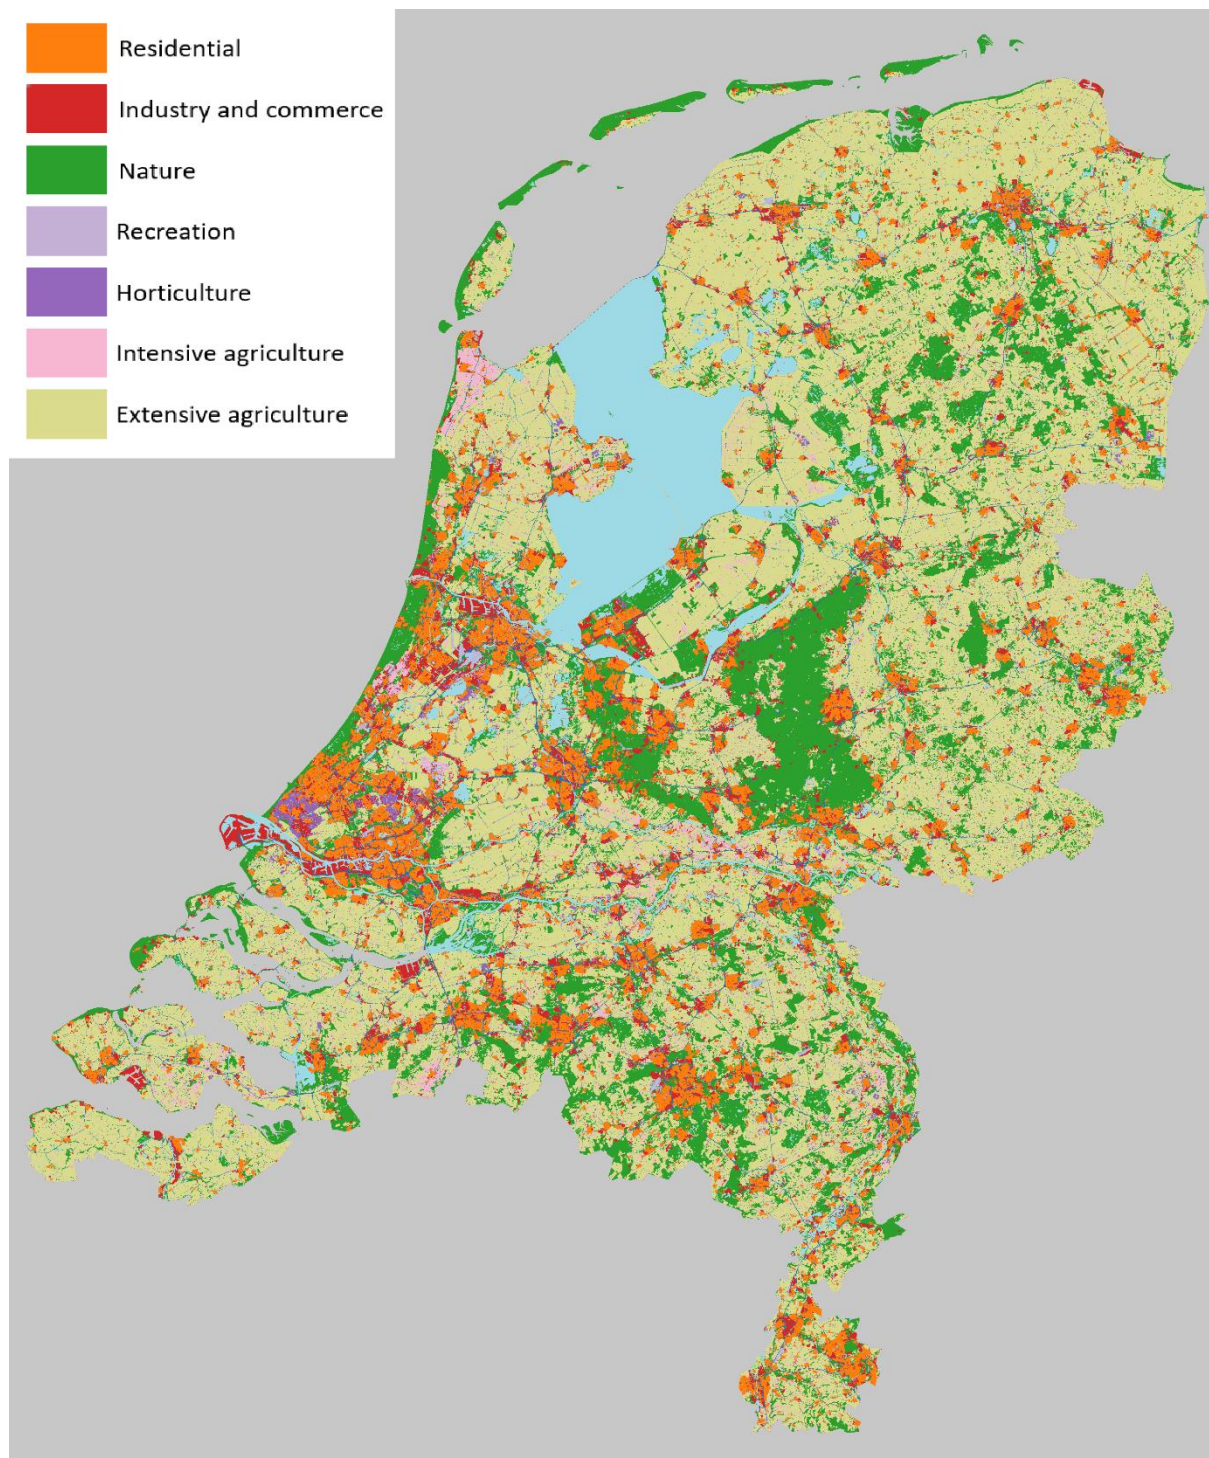 Residential
Industry and commerce
Nature
Recreation
Horticulture
Intensive agriculture
Extensive agriculture